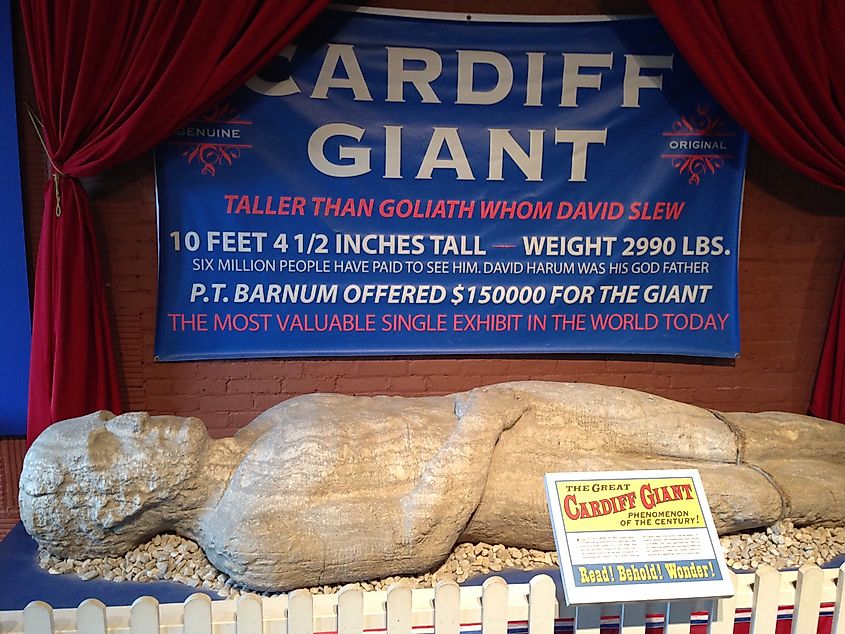 CARDIFF
GENUINE
GIANT
ORIGINAL
TALLER THAN GOLIATH WHOM DAVID SLEW
10 FEET 4 1/2 INCHES TALL — WEIGHT 2990 LBS.
SIX MILLION PEOPLE HAVE PAID TO SEE HIM. DAVID HARUM WAS HIS GOD FATHER
P.T. BARNUM OFFERED $150000 FOR THE GIANT
THE MOST VALUABLE SINGLE EXHIBIT IN THE WORLD TODAY
THE GREAT
CARDIFF GIANT
PHENOMENON
OF THE CENTURY!
Read! Behold! Wonder!